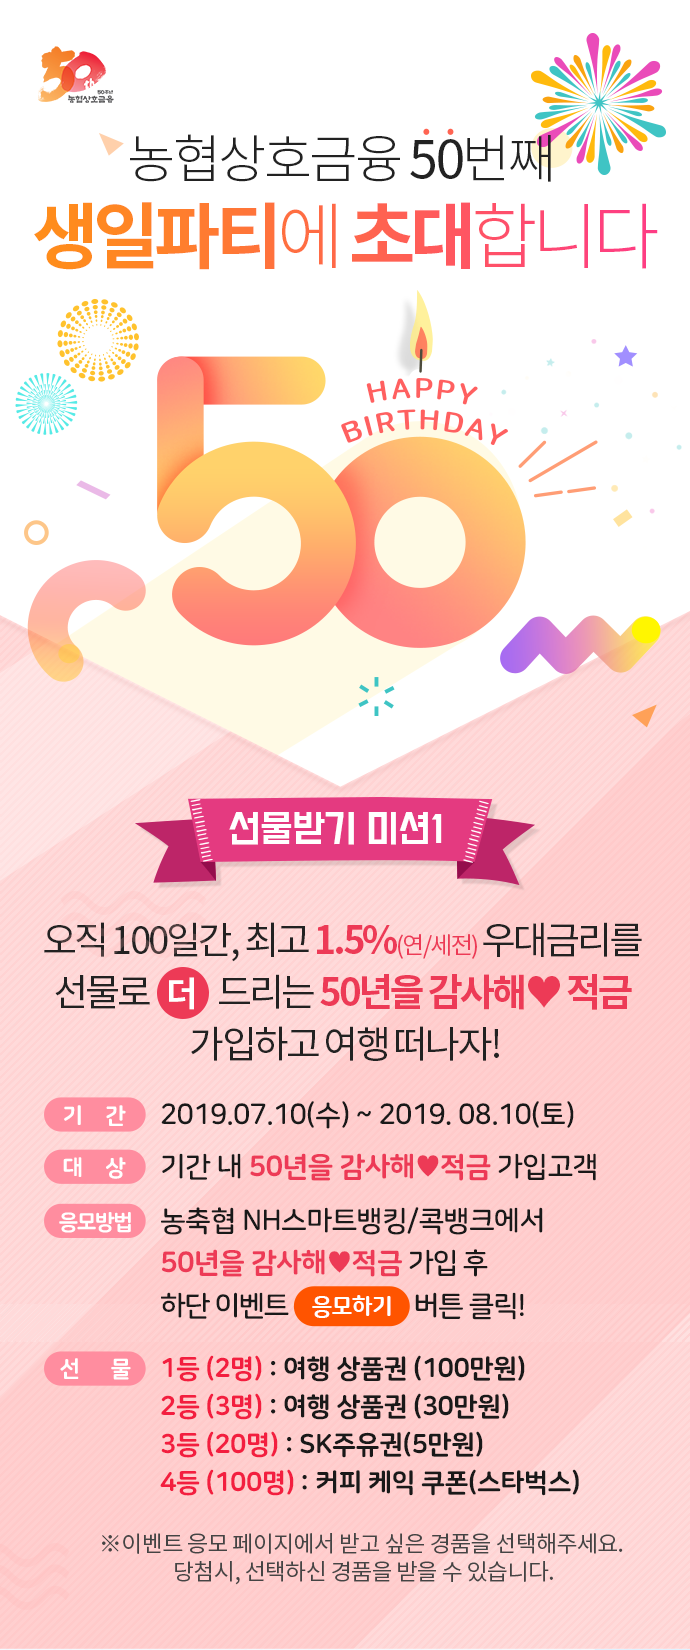 50th
50주년
농협상호금융
농협상호금융 50번째
생일파티에 초대합니다
HAPPY
BIRTHDAY
50
선물받기 미션1
오직 100일간, 최고 1.5%(연/세전) 우대금리를
선물로 더 드리는 50년을 감사해♥ 적금
가입하고 여행 떠나자!
기 간 2019.07.10(수) ~ 2019. 08.10(토)
대 상 기간 내 50년을 감사해♥적금 가입고객
응모방법 농축협 NH스마트뱅킹/콕뱅크에서
50년을 감사해♥적금 가입 후
하단 이벤트 응모하기 버튼 클릭!
선 물 1등 (2명) : 여행 상품권 (100만원)
2등 (3명) : 여행 상품권 (30만원)
3등 (20명) : SK주유권(5만원)
4등 (100명) : 커피 케익 쿠폰(스타벅스)
※이벤트 응모 페이지에서 받고 싶은 경품을 선택해주세요.
당첨시, 선택하신 경품을 받을 수 있습니다.